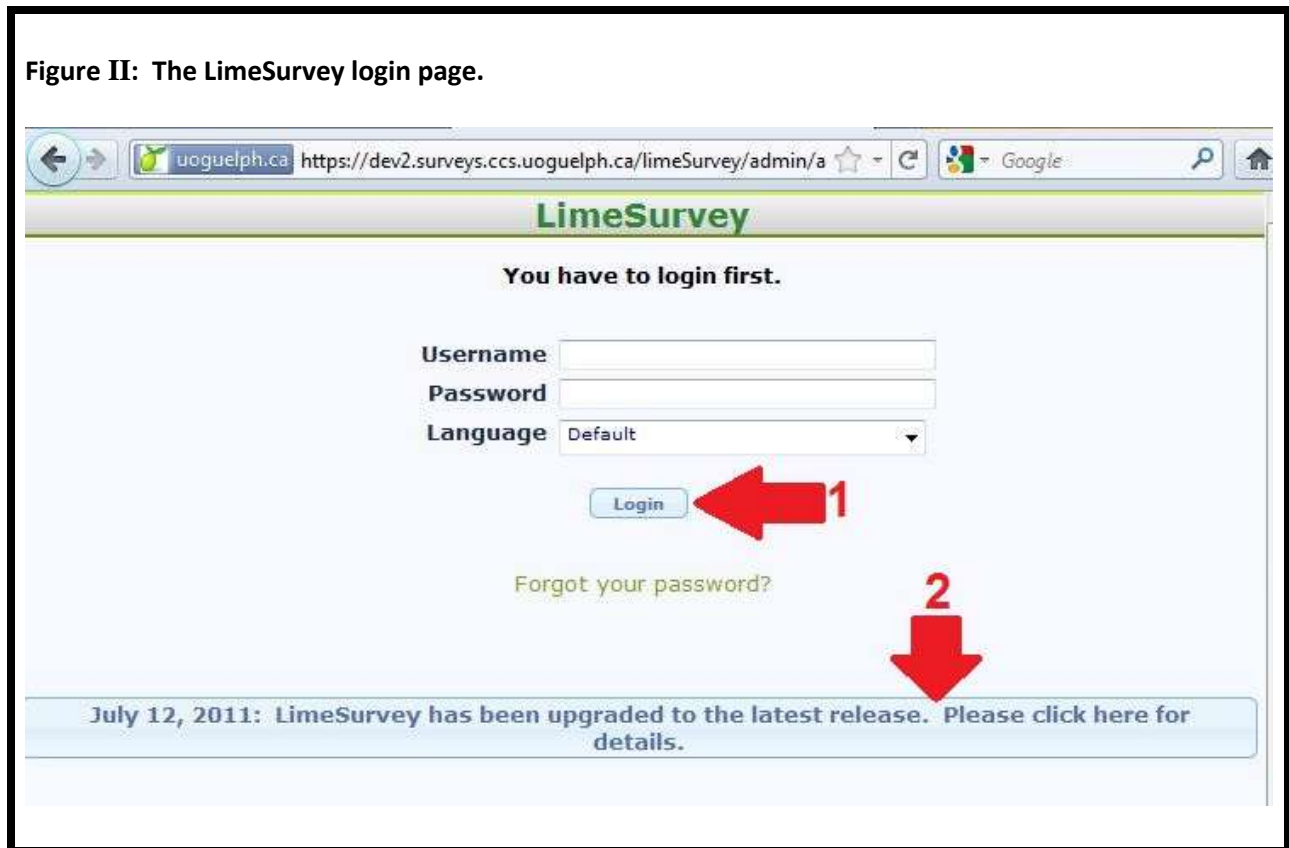 Figure II: The LimeSurvey login page.
uoguelph.ca https://dev2.surveys.ccs.uoguelph.ca/limeSurvey/admin/a Google
LimeSurvey
You have to login first.
Username
Password
Language Default
Login 1
Forgot your password?
2
July 12, 2011: LimeSurvey has been upgraded to the latest release. Please click here for
details.